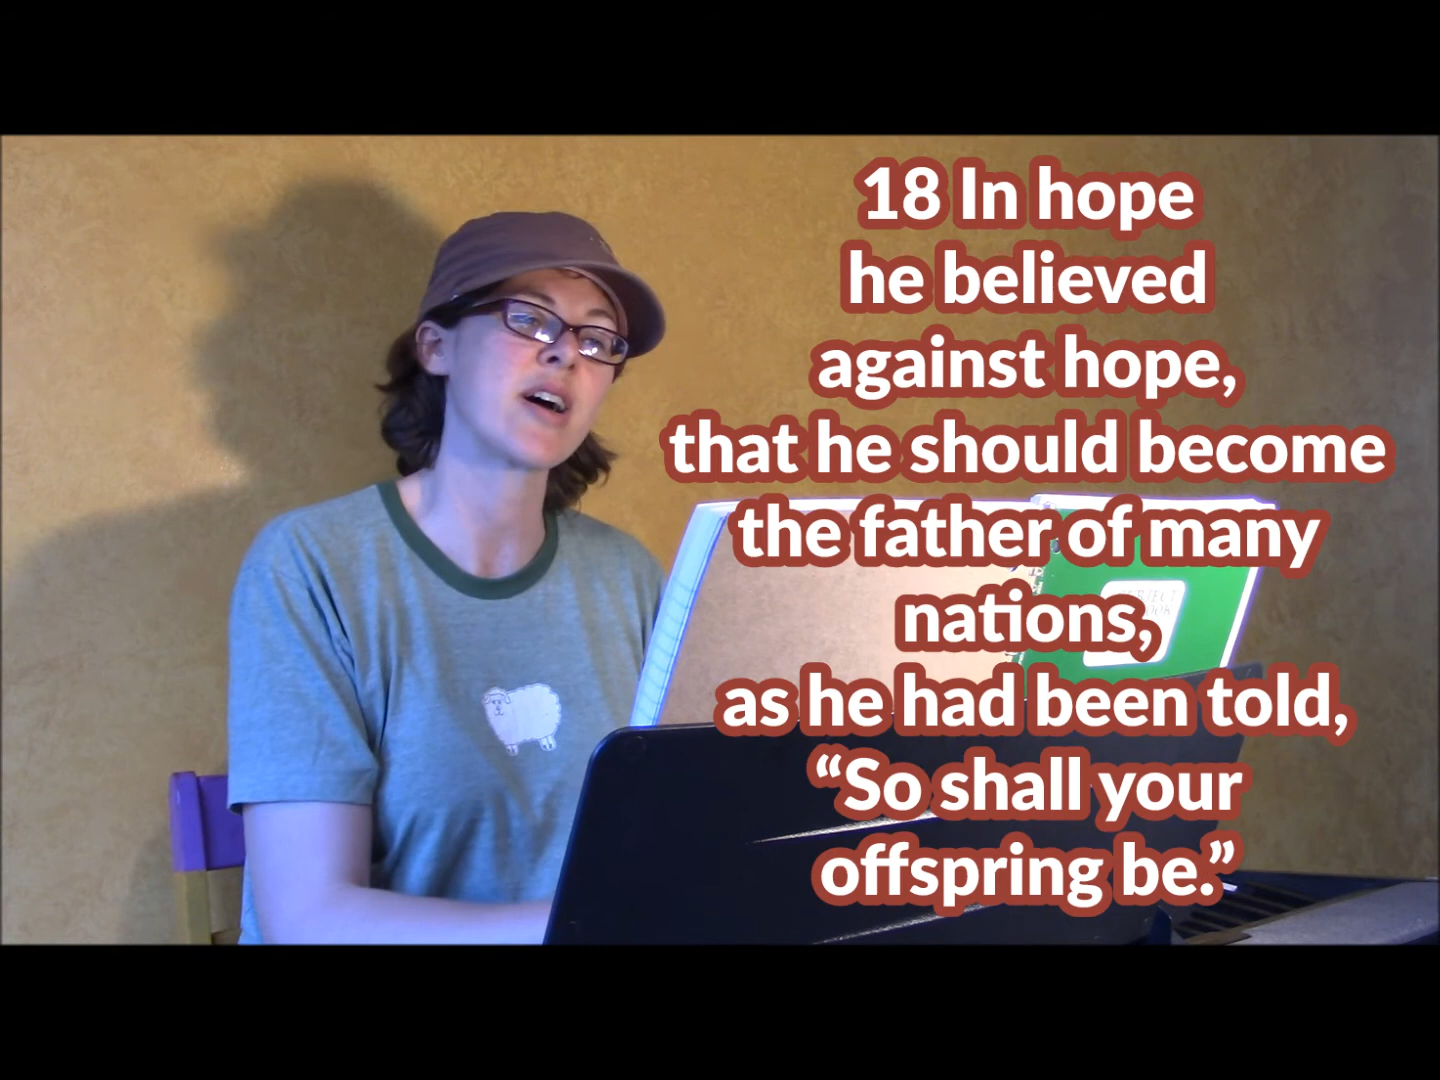 18 In hope
he believed
against hope,
that he should become
the father of many
nations,
as he had been told,
“So shall your
offspring be.”